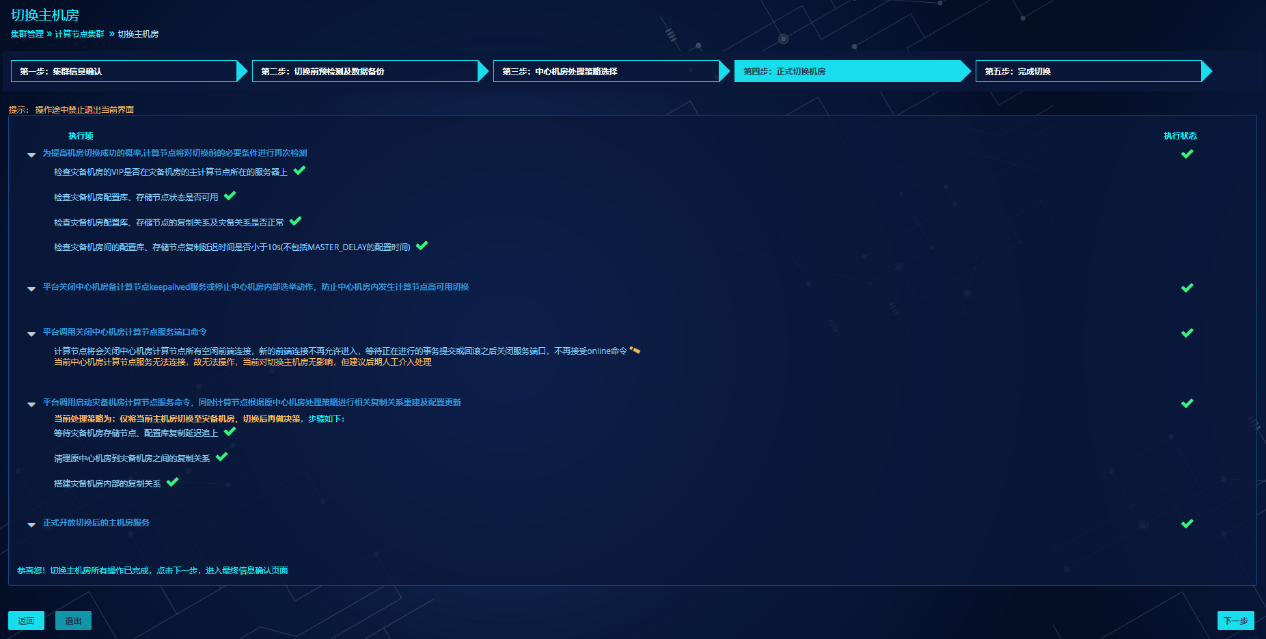 切换主机房
集群管理 » 计算节点集群 » 切换主机房
第一步：集群信息确认
第二步：切换前预检测及数据备份
第三步：中心机房处理策略选择
第四步：正式切换机房
第五步：完成切换
提示： 操作途中禁止退出当前界面
执行项
执行状态
为提高机房切换成功的概率,计算节点将对切换前的必要条件进行再次检测
检查灾备机房的VIP是否在灾备机房的主计算节点所在的服务器上
检查灾备机房配置库、存储节点状态是否可用
检查灾备机房配置库、存储节点的复制关系及灾备关系是否正常
检查灾备机房间的配置库、存储节点复制延迟时间是否小于10s(不包括MASTER_DELAY的配置时间)
平台关闭中心机房备计算节点keepalived服务或停止中心机房内部选举动作，防止中心机房内发生计算节点高可用切换
平台调用关闭中心机房计算节点服务端口命令
计算节点将会关闭中心机房计算节点所有空闲前端连接，新的前端连接不再允许进入，等待正在进行的事务提交或回滚之后关闭服务端口，不再接受online命令
当前中心机房计算节点服务无法连接，故无法操作，当前对切换主机房无影响，但建议后期人工介入处理
平台调用启动灾备机房计算节点服务命令，同时计算节点根据原中心机房处理策略进行相关复制关系重建及配置更新
当前处理策略为：仅将当前主机房切换至灾备机房，切换后再做决策，步骤如下：
等待灾备机房存储节点、配置库复制延迟追上
清理原中心机房到灾备机房之间的复制关系
搭建灾备机房内部的复制关系
正式开放切换后的主机房服务
恭喜您！切换主机房所有操作已完成，点击下一步，进入最终信息确认页面
返回
退出
下一步